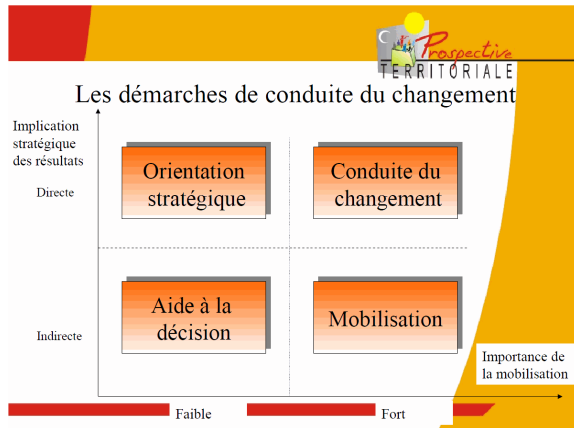 Prospective
TERRITORIALE
Les démarches de conduite du changement
Implication
stratégique
des résultats
Directe
Orientation
stratégique
Conduite du
changement
Indirecte
Aide à la
décision
Mobilisation
Importance de
la mobilisation
Faible
Fort